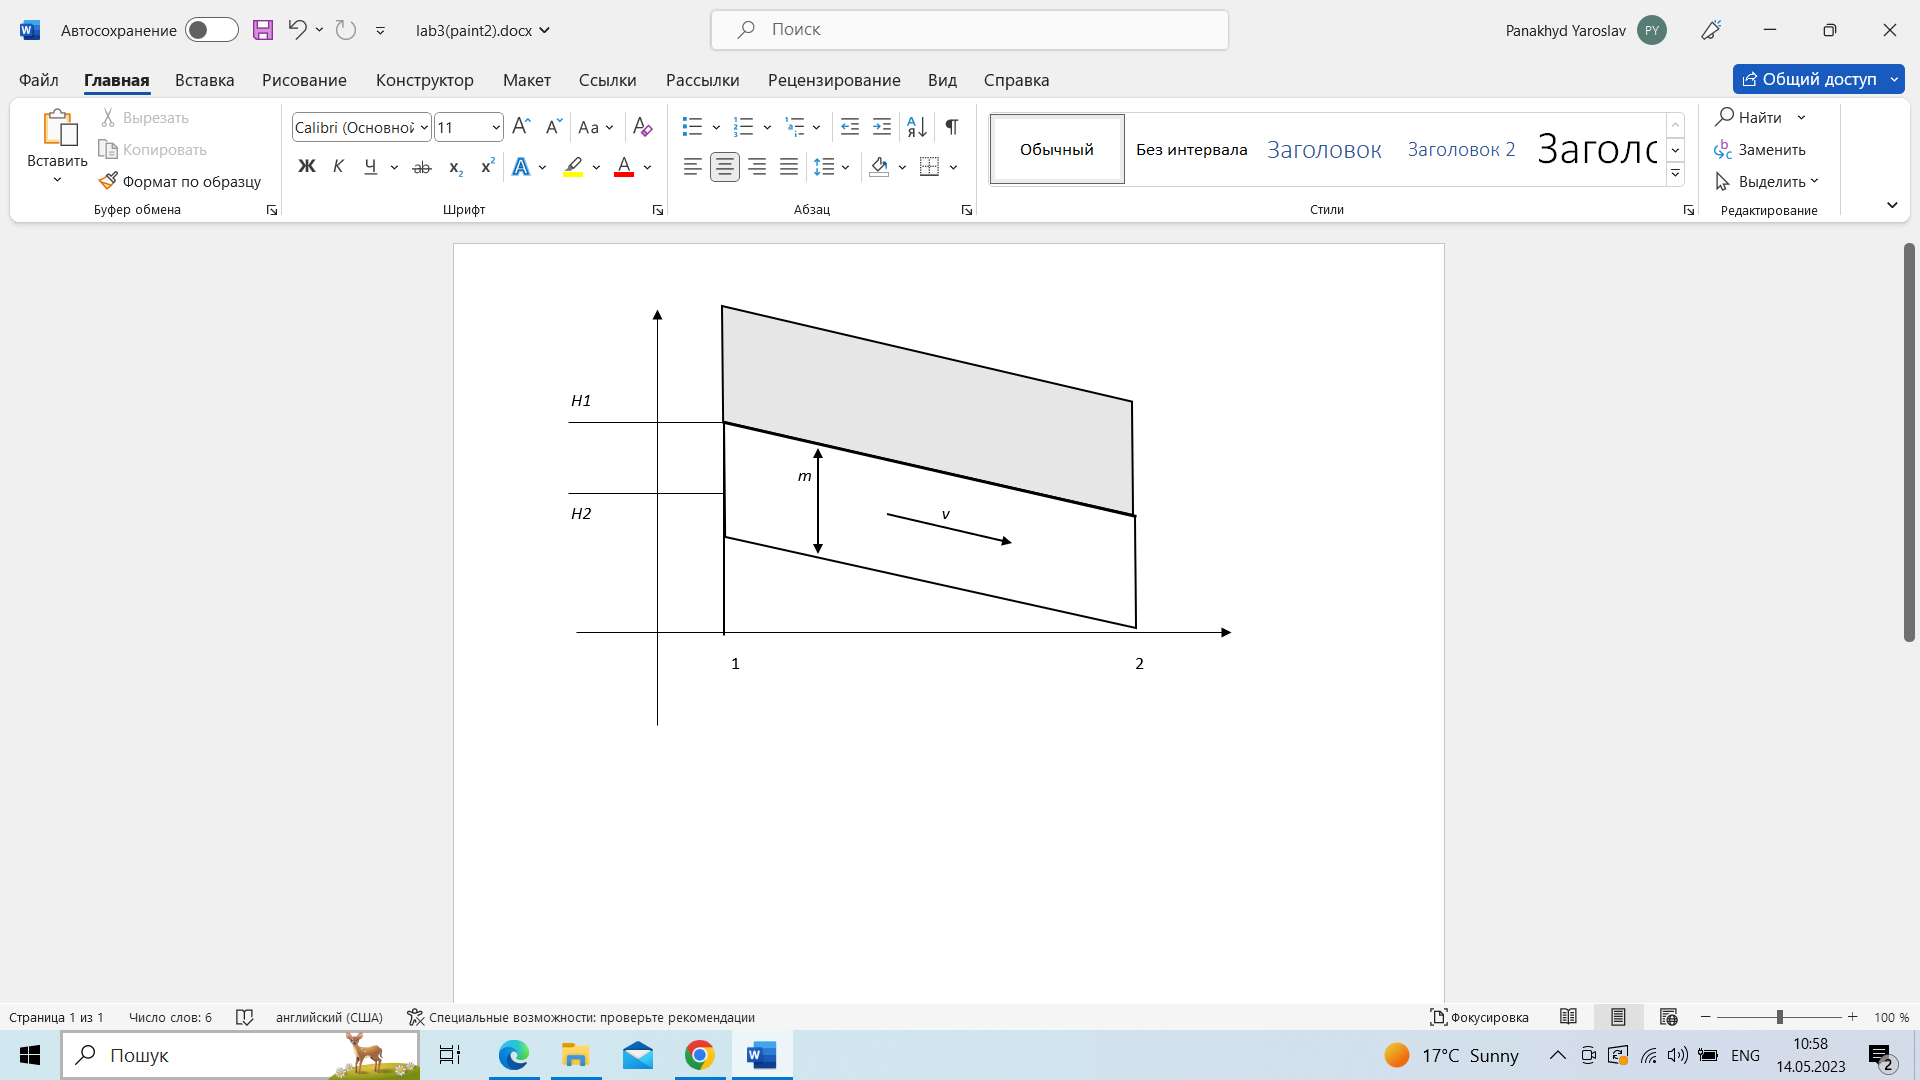 Автосохранение
lab3(paint2).docx
Поиск
Panakhyd Yaroslav
PY
Файл Главная Вставка Рисование Конструктор Макет Ссылки Рассылки Рецензирование Вид Справка
Общий доступ
Вставить
Вырезать
Копировать
Формат по образцу
Буфер обмена
Calibri (Основной
11
Aa
Ж К Ч ab x₂ x²
Шрифт
Абзац
Обычный
Без интервала
Заголовок
Заголовок 2
Заголо
Стили
Найти
Заменить
Выделить
Редактирование
H1
m
H2
v
1
2
Страница 1 из 1
Число слов: 6
английский (США)
Специальные возможности: проверьте рекомендации
Фокусировка
100 %
Пошук
17°C Sunny
ENG
10:58
14.05.2023
2